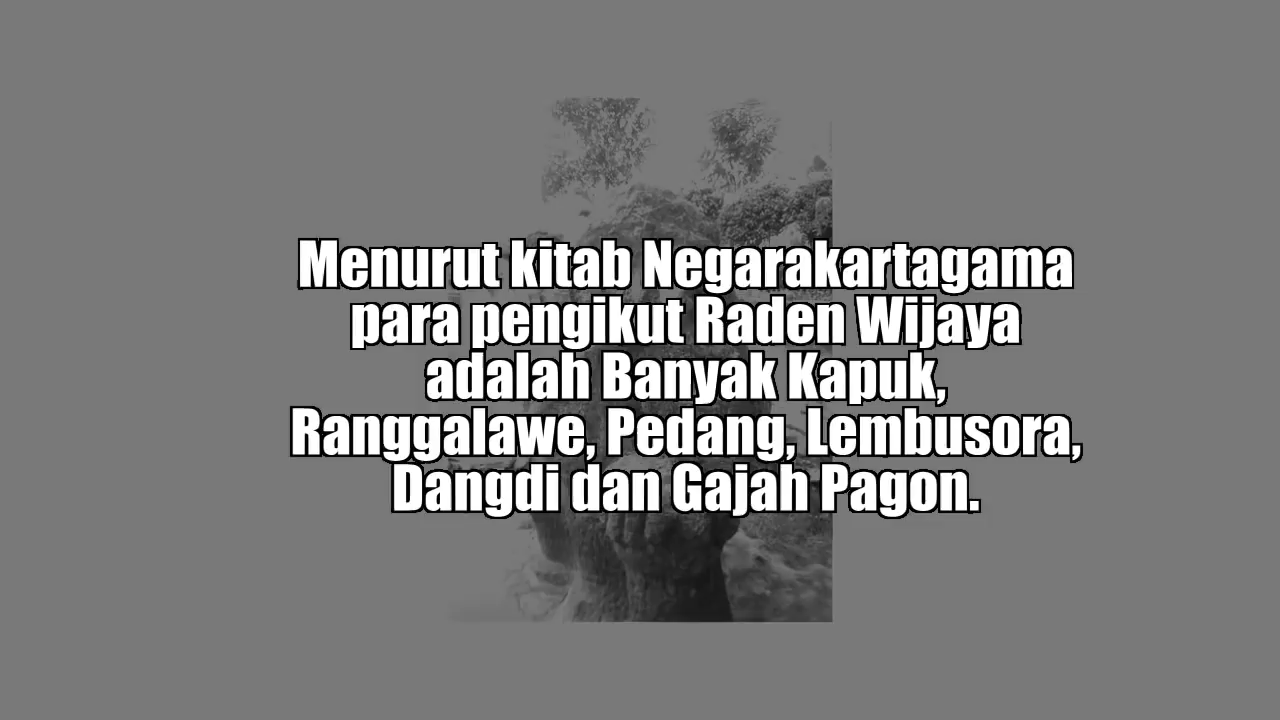 Menurut kitab Negarakartagama
para pengikut Raden Wijaya
adalah Banyak Kapuk,
Ranggalawe, Pedang, Lembusora,
Dangdi dan Gajah Pagon.